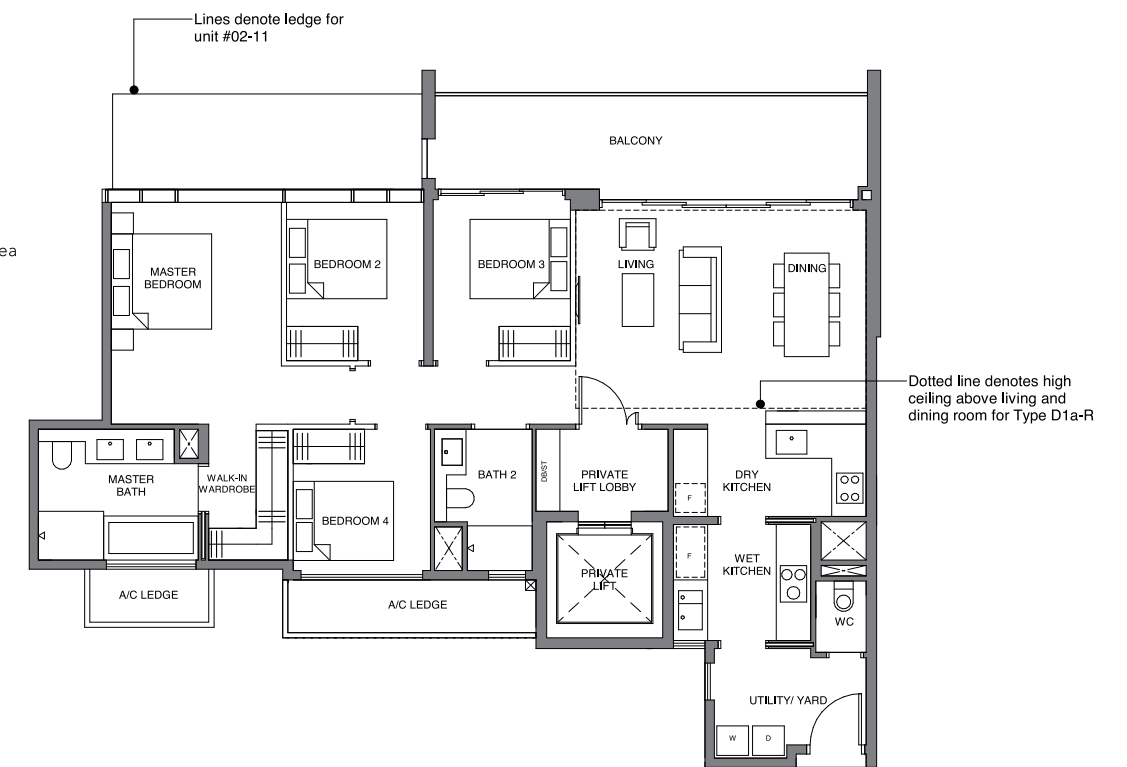 Lines denote ledge for
unit #02-11
BALCONY
ea
MASTER
BEDROOM
BEDROOM 2
BEDROOM 3
LIVING
DINING
Dotted line denotes high
ceiling above living and
dining room for Type D1a-R
MASTER
BATH
WALK-IN
WARDROBE
BEDROOM 4
BATH 2
DB/ST
PRIVATE
LIFT LOBBY
F
DRY
KITCHEN
F
WET
KITCHEN
PRIVATE
LIFT
A/C LEDGE
A/C LEDGE
WC
UTILITY/ YARD
W
D